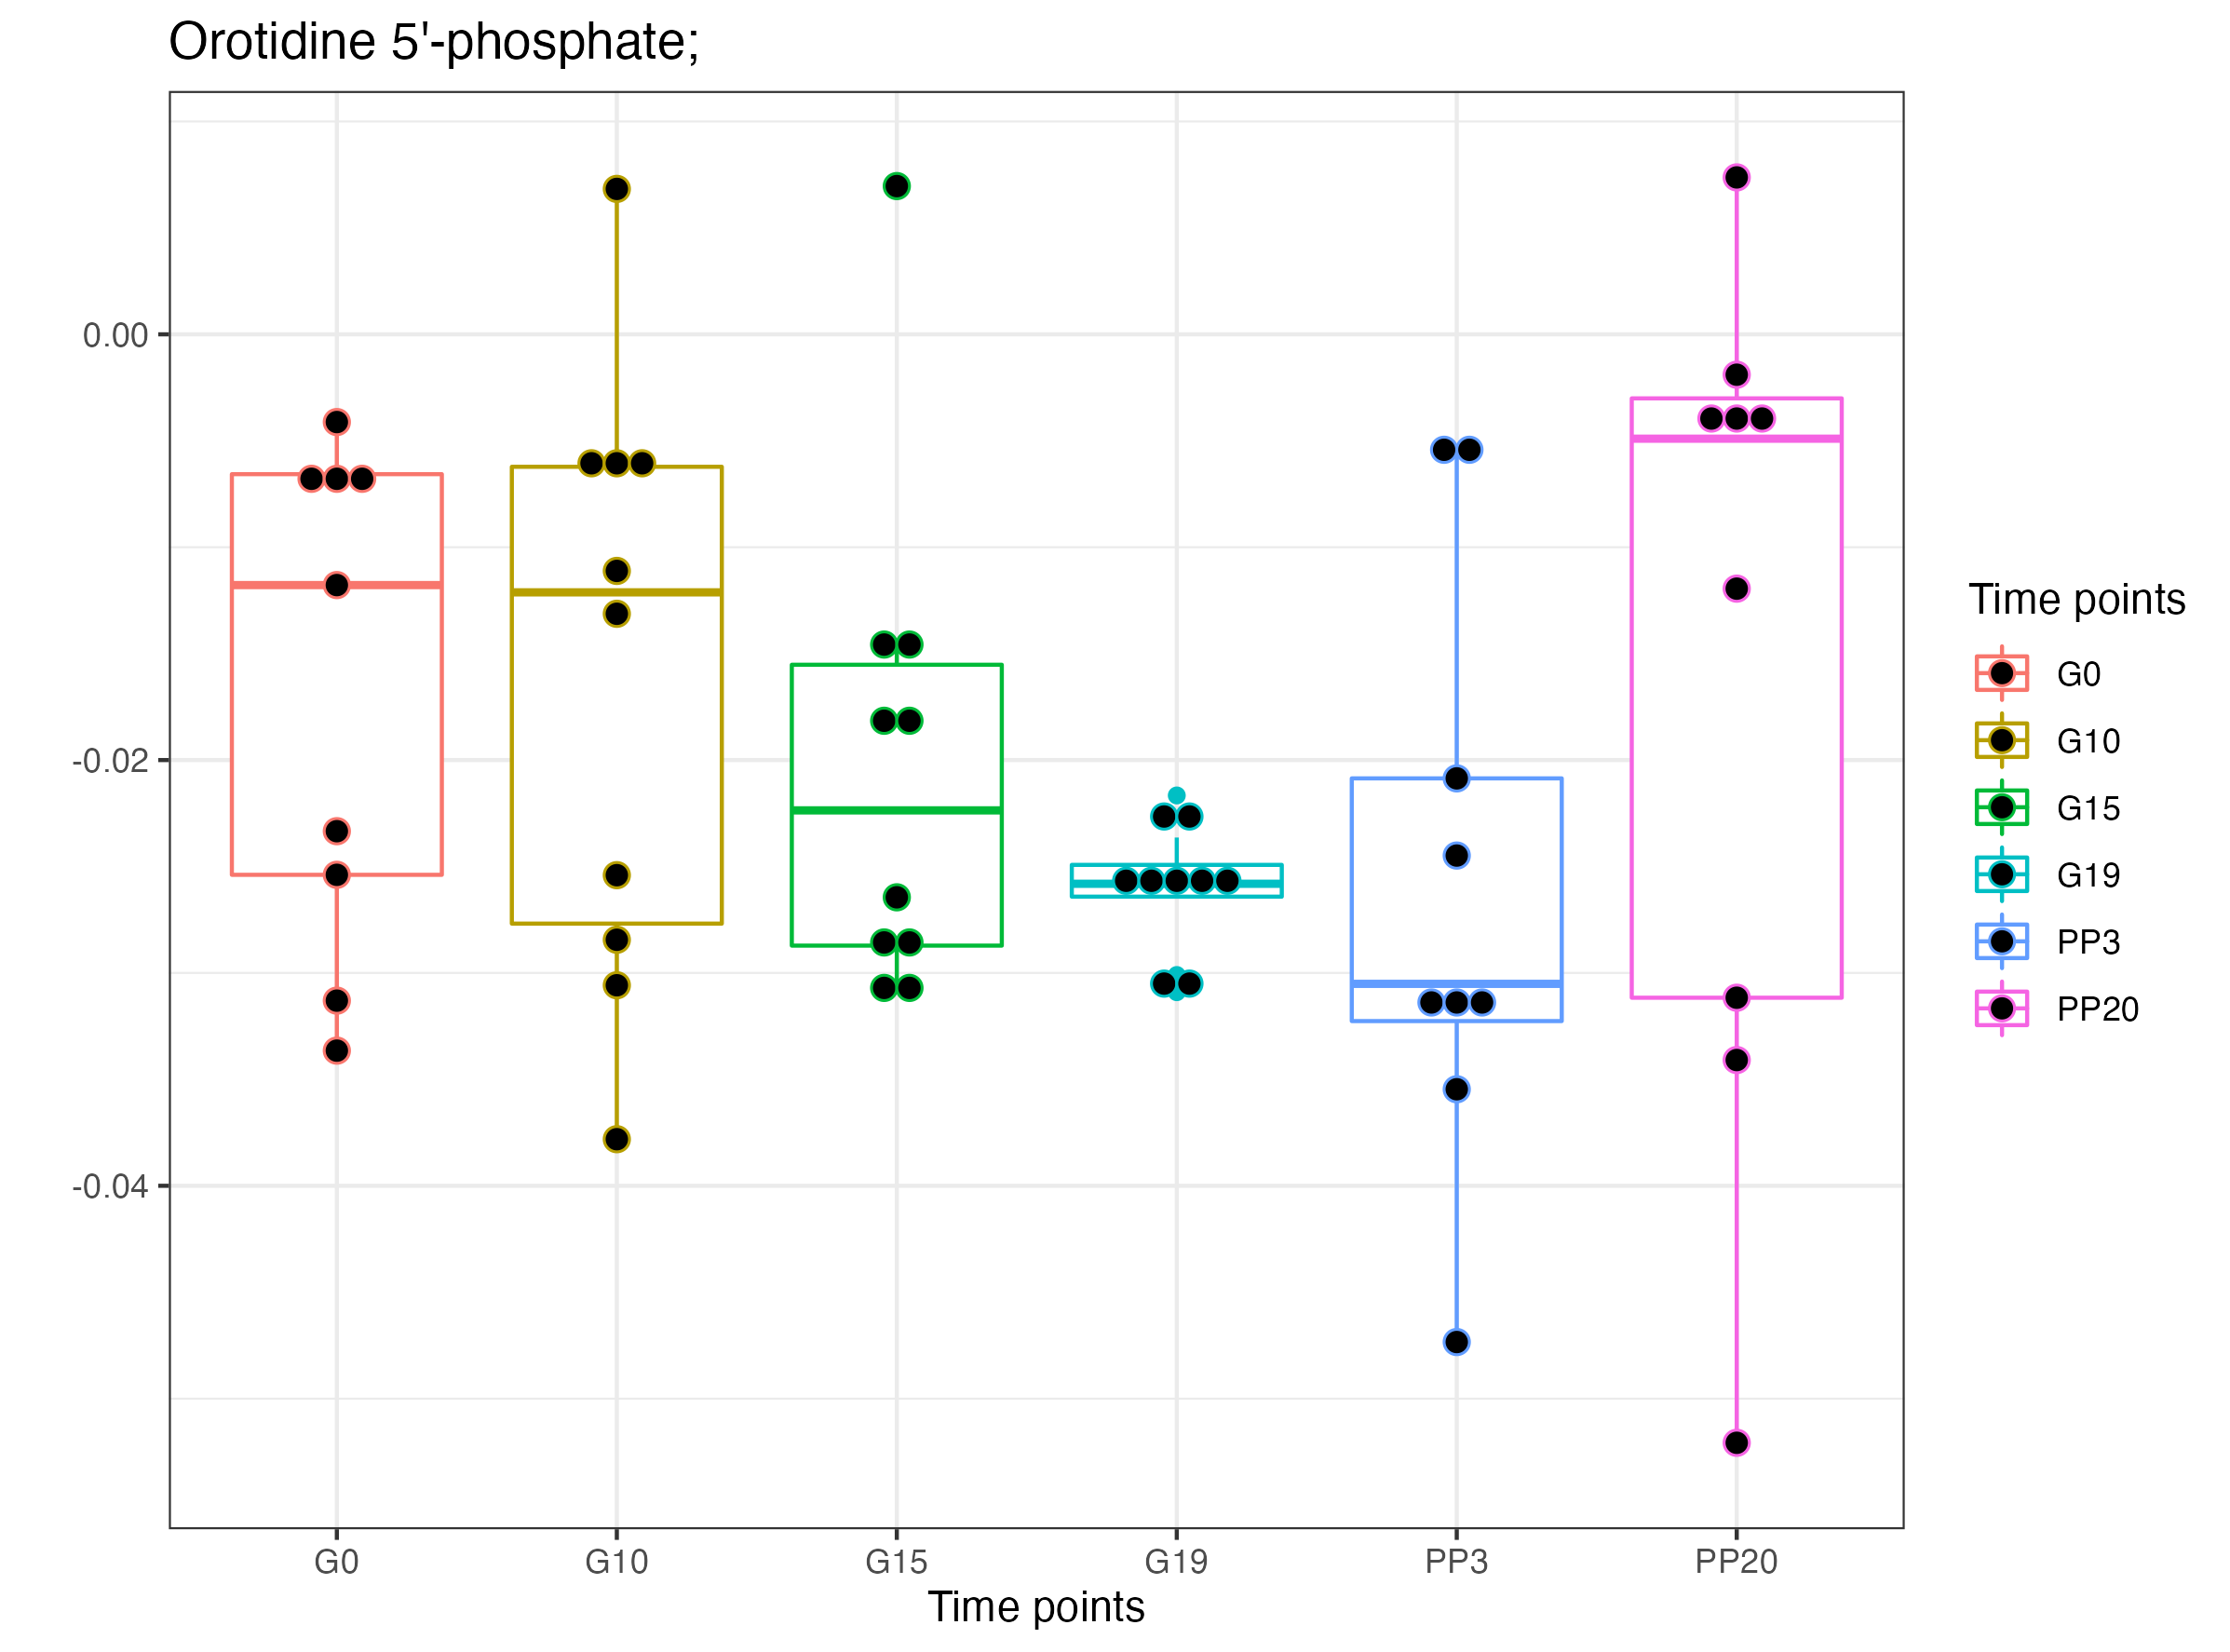 Orotidine 5'-phosphate;
0.00
-0.02
-0.04
G0 G10 G15 G19 PP3 PP20
Time points
Time points
G0
G10
G15
G19
PP3
PP20